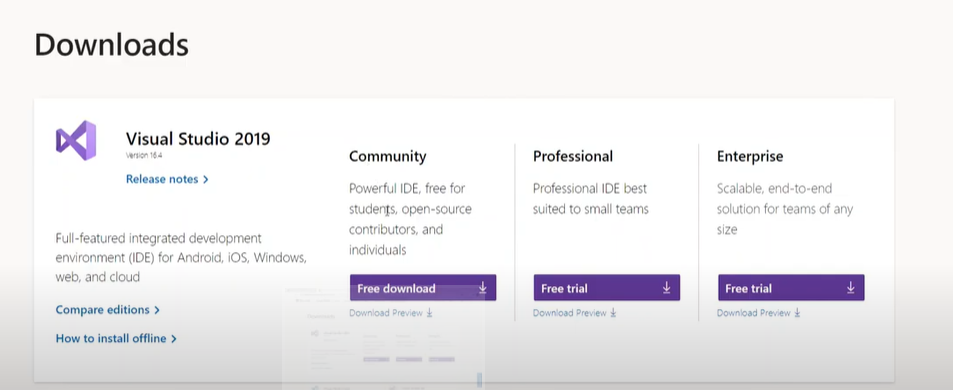 Downloads
Visual Studio 2019
Version 16.4
Release notes
Full-featured integrated development
environment (IDE) for Android, iOS, Windows,
web, and cloud
Compare editions
How to install offline
Community
Powerful IDE, free for
students, open-source
contributors, and
individuals
Free download
Download Preview
Professional
Professional IDE best
suited to small teams
Free trial
Download Preview
Enterprise
Scalable, end-to-end
solution for teams of any
size
Free trial
Download Preview